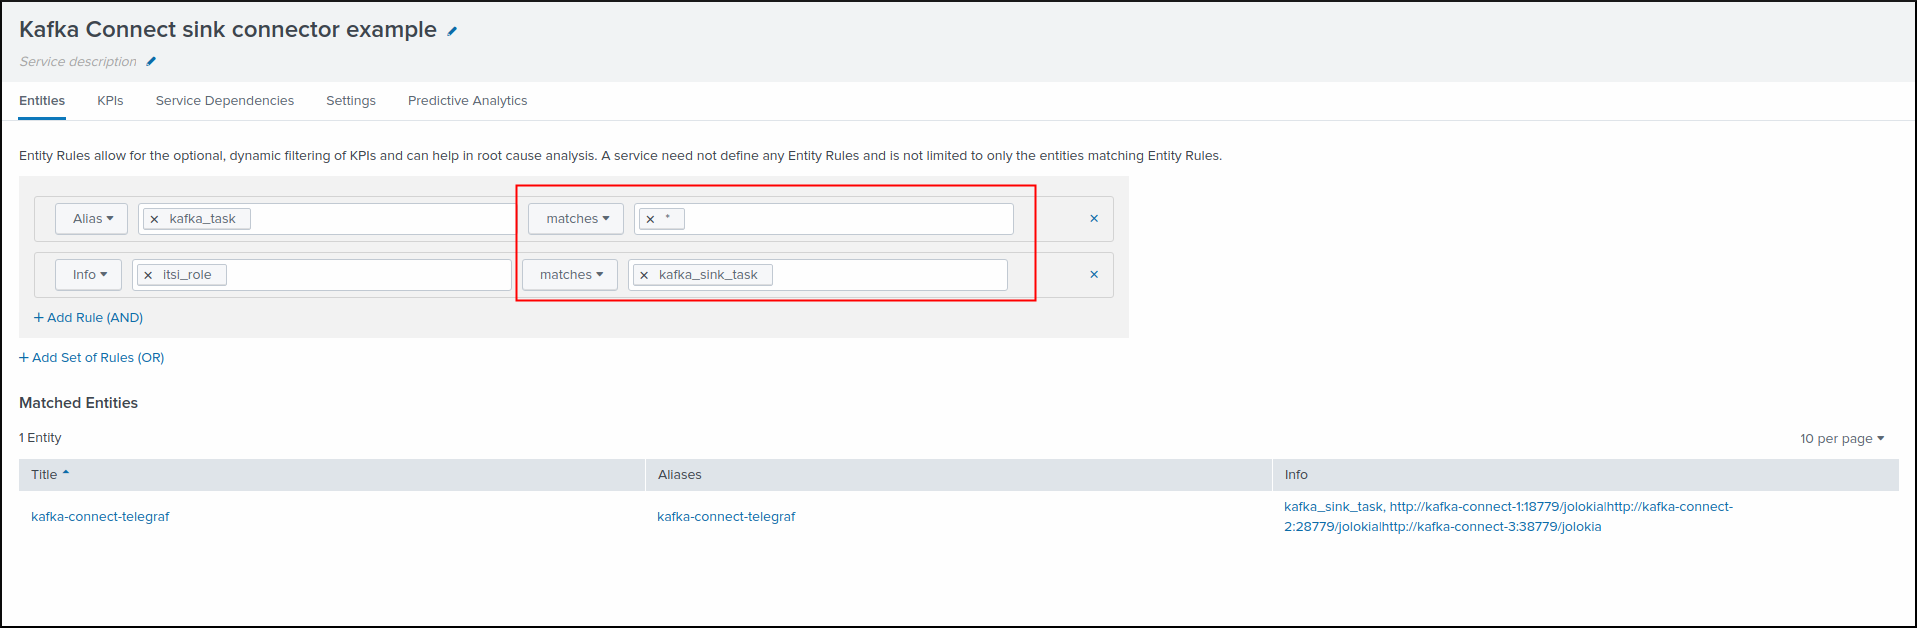 Kafka Connect sink connector example
Service description
Entities KPIs Service Dependencies Settings Predictive Analytics
Entity Rules allow for the optional, dynamic filtering of KPIs and can help in root cause analysis. A service need not define any Entity Rules and is not limited to only the entities matching Entity Rules.
Alias kafka_task matches *
Info itsi_role matches kafka_sink_task
+ Add Rule (AND)
+ Add Set of Rules (OR)
Matched Entities
1 Entity 10 per page
Title Aliases Info
kafka-connect-telegraf kafka-connect-telegraf kafka_sink_task, http://kafka-connect-1:18779/jolokia|http://kafka-connect-
2:28779/jolokia|http://kafka-connect-3:38779/jolokia